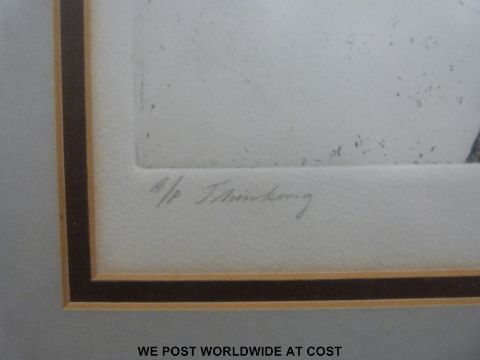 A/P Thinking
WE POST WORLDWIDE AT COST